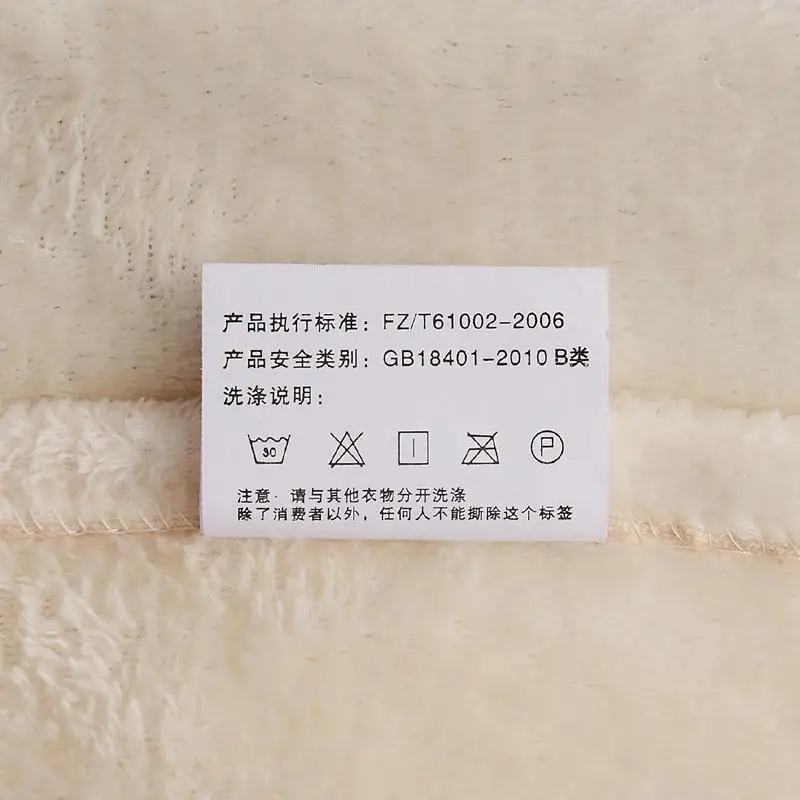 产品执行标准：FZ/T61002-2006
产品安全类别：GB18401-2010 B类
洗涤说明：
30 P
注意：请与其他衣物分开洗涤
除了消费者以外，任何人不能撕除这个标签